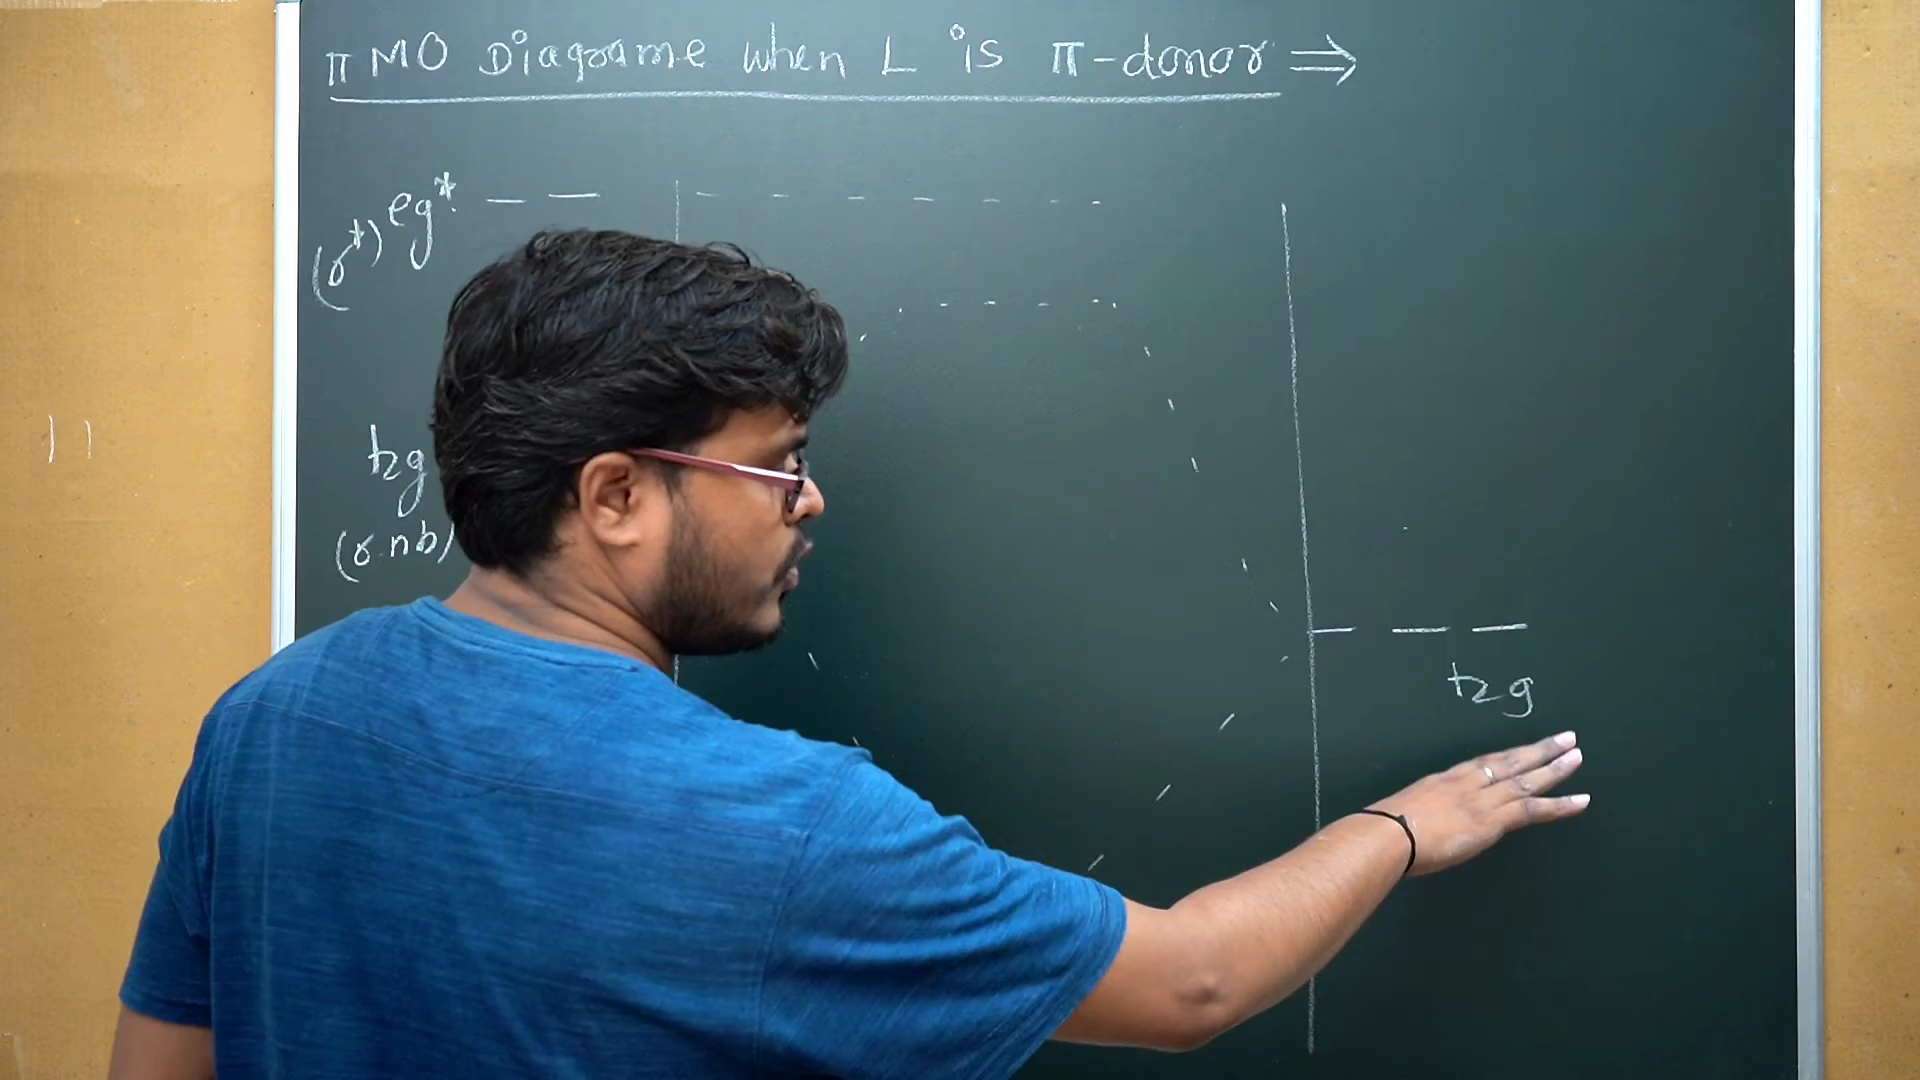 π MO Diagrame when L is π-donor ⇒
eg*
(σ*)
t2g
(σ nb)
t2g